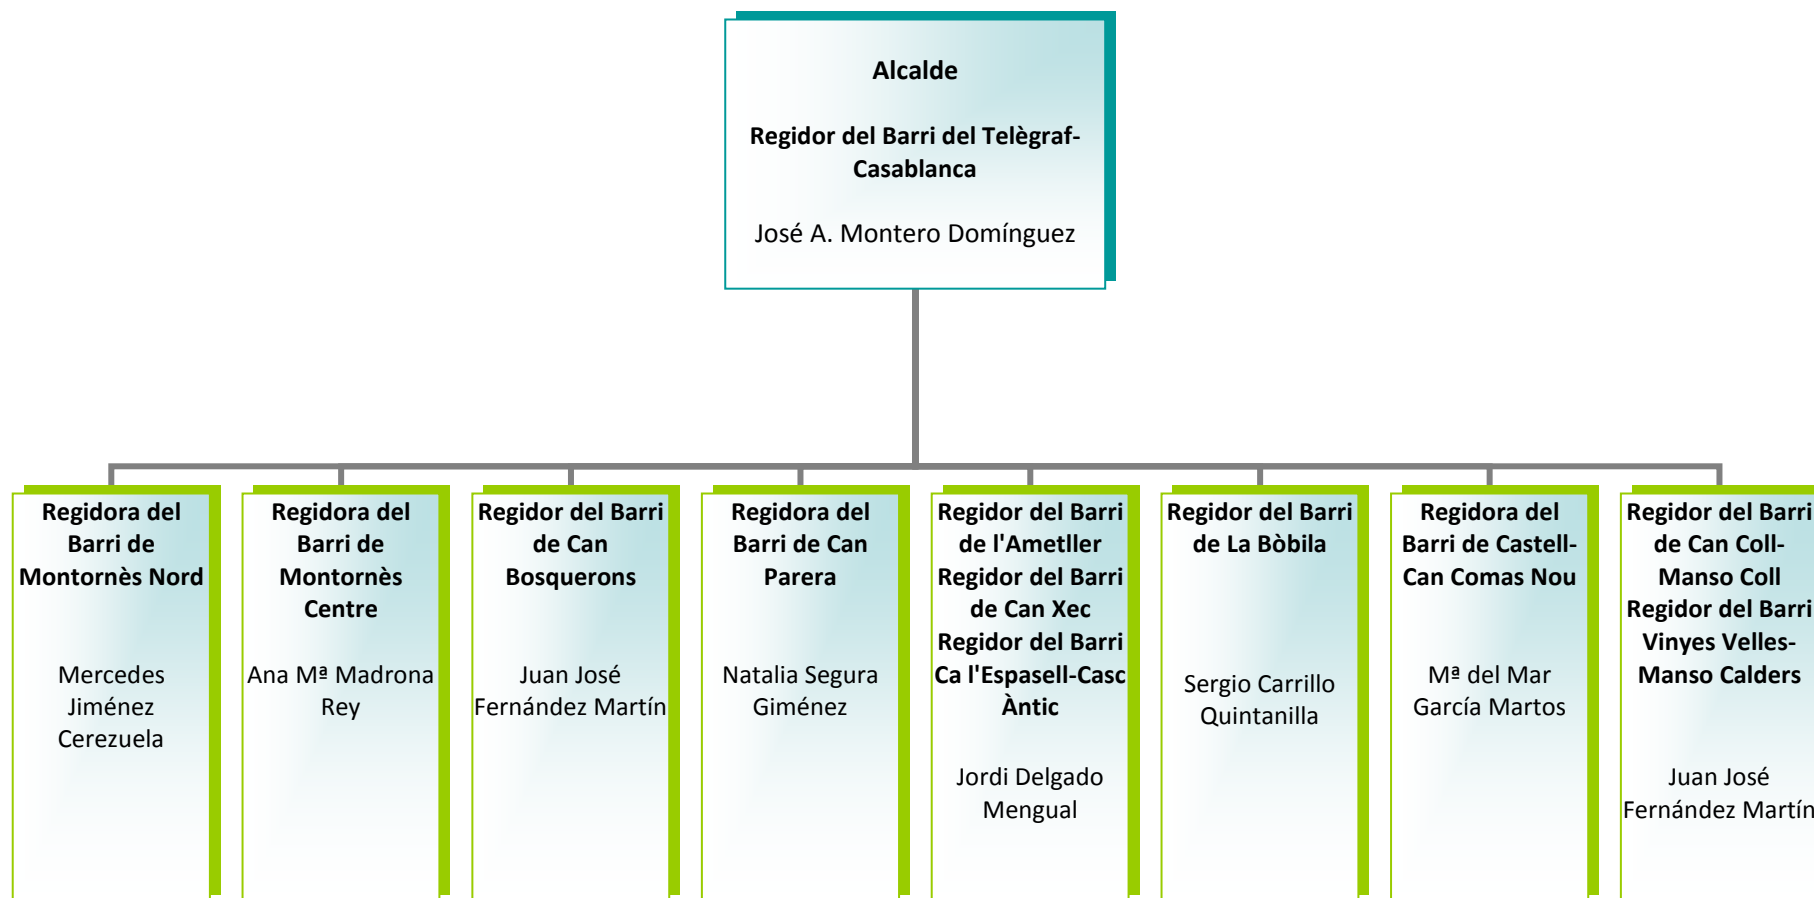 Alcalde
Regidor del Barri del Telègraf-
Casablanca
José A. Montero Domínguez
Regidora del
Barri de
Montornès Nord
Mercedes
Jiménez
Cerezuela
Regidora del
Barri de
Montornès
Centre
Ana Mª Madrona
Rey
Regidor del Barri
de Can
Bosquerons
Juan José
Fernández Martín
Regidora del
Barri de Can
Parera
Natalia Segura
Giménez
Regidor del Barri
de l'Ametller
Regidor del Barri
de Can Xec
Regidor del Barri
Ca l'Espasell-Casc
Àntic
Jordi Delgado
Mengual
Regidor del Barri
de La Bòbila
Sergio Carrillo
Quintanilla
Regidora del
Barri de Castell-
Can Comas Nou
Mª del Mar
García Martos
Regidor del Barri
de Can Coll-
Manso Coll
Regidor del Barri
Vinyes Velles-
Manso Calders
Juan José
Fernández Martín